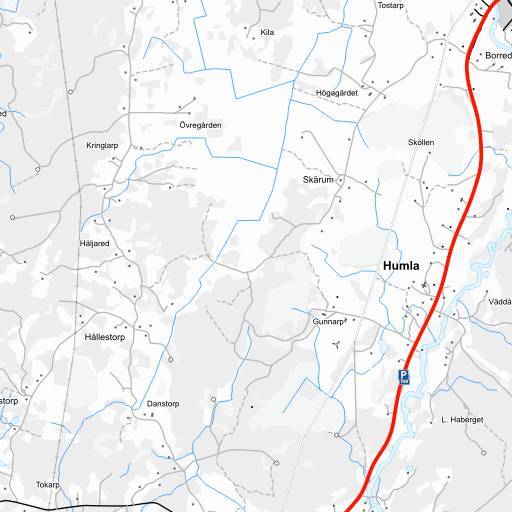 Tostarp
Kila
Borred
Högagärdet
Övregården
Sköllen
Kringlarp
Skärum
Häljared
Humla
Väddå
Gunnarp
Hållestorp
P
storp
Danstorp
L. Haberget
Tokarp